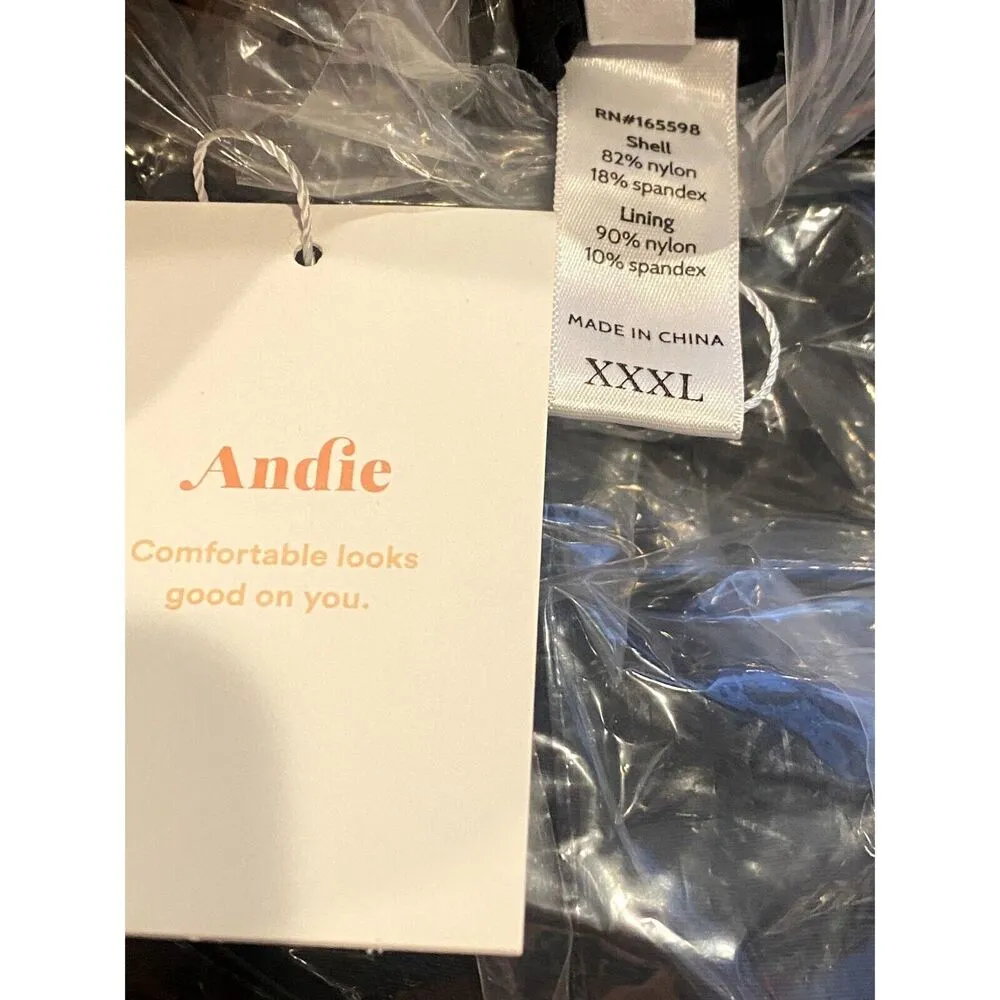 RN#165598
Shell
82% nylon
18% spandex
Lining
90% nylon
10% spandex
MADE IN CHINA
XXXL
Andie
Comfortable looks
good on you.